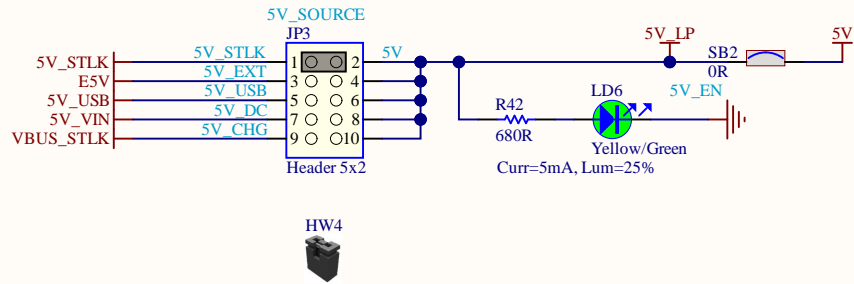 5V_SOURCE
JP3
5V_STLK 5V_STLK 1 2 5V
E5V 5V_EXT 3 4
5V_USB 5V_USB 5 6
5V_VIN 5V_DC 7 8
VBUS_STLK 5V_CHG 9 10
Header 5x2
5V_LP
SB2
0R
5V
R42
680R
LD6
5V_EN
Yellow/Green
Curr=5mA, Lum=25%
HW4